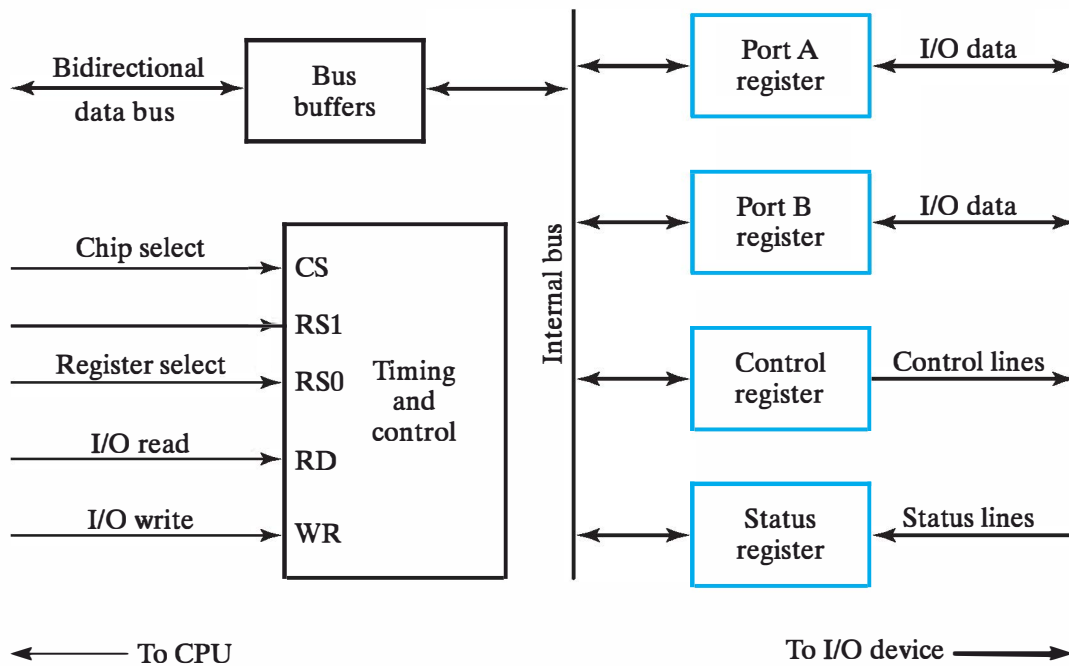 Bidirectional
data bus
Bus
buffers
Port A
register
I/O data
Port B
register
I/O data
Internal bus
Chip select
CS
RS1
Register select
RS0
Timing
and
control
I/O read
RD
I/O write
WR
Control
register
Control lines
Status
register
Status lines
To CPU
To I/O device